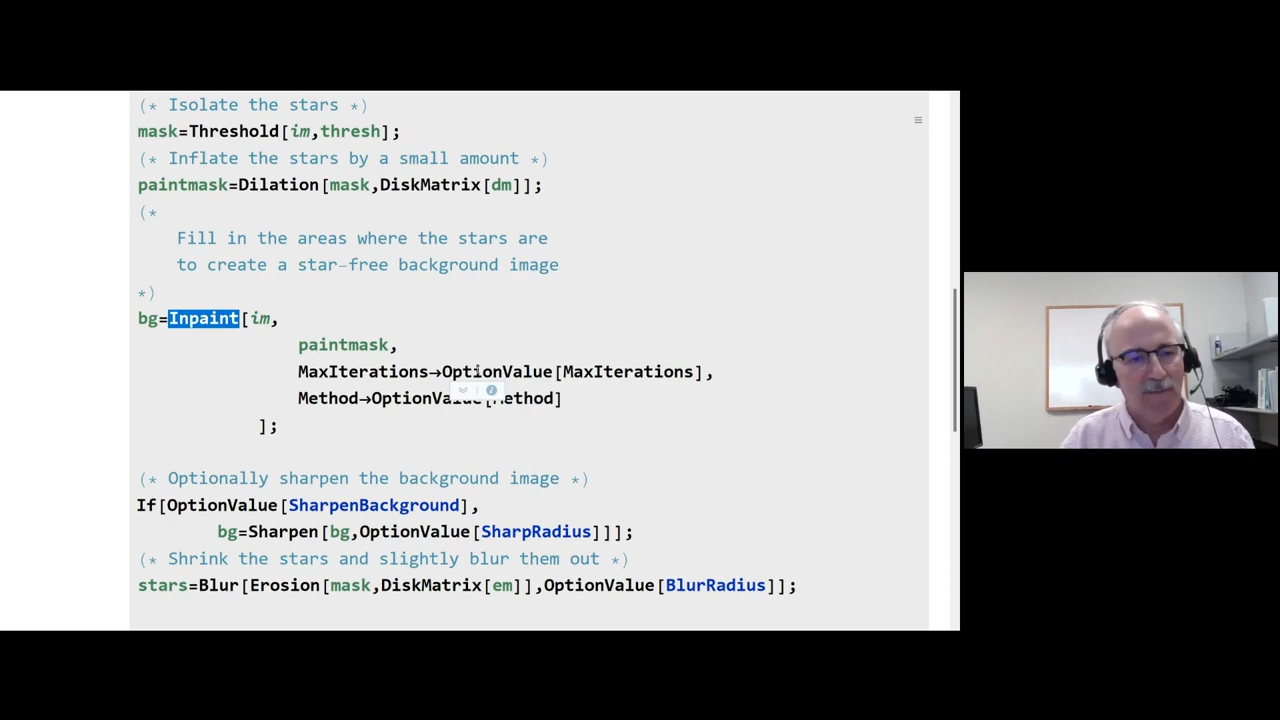 (* Isolate the stars *)
mask=Threshold[im,thresh];
(* Inflate the stars by a small amount *)
paintmask=Dilation[mask,DiskMatrix[dm]];
(*
Fill in the areas where the stars are
to create a star-free background image
*)
bg=Inpaint[im,
paintmask,
MaxIterations→OptionValue[MaxIterations],
Method→OptionValue[Method]
];
(* Optionally sharpen the background image *)
If[OptionValue[SharpenBackground],
bg=Sharpen[bg,OptionValue[SharpRadius]]];
(* Shrink the stars and slightly blur them out *)
stars=Blur[Erosion[mask,DiskMatrix[em]],OptionValue[BlurRadius]];